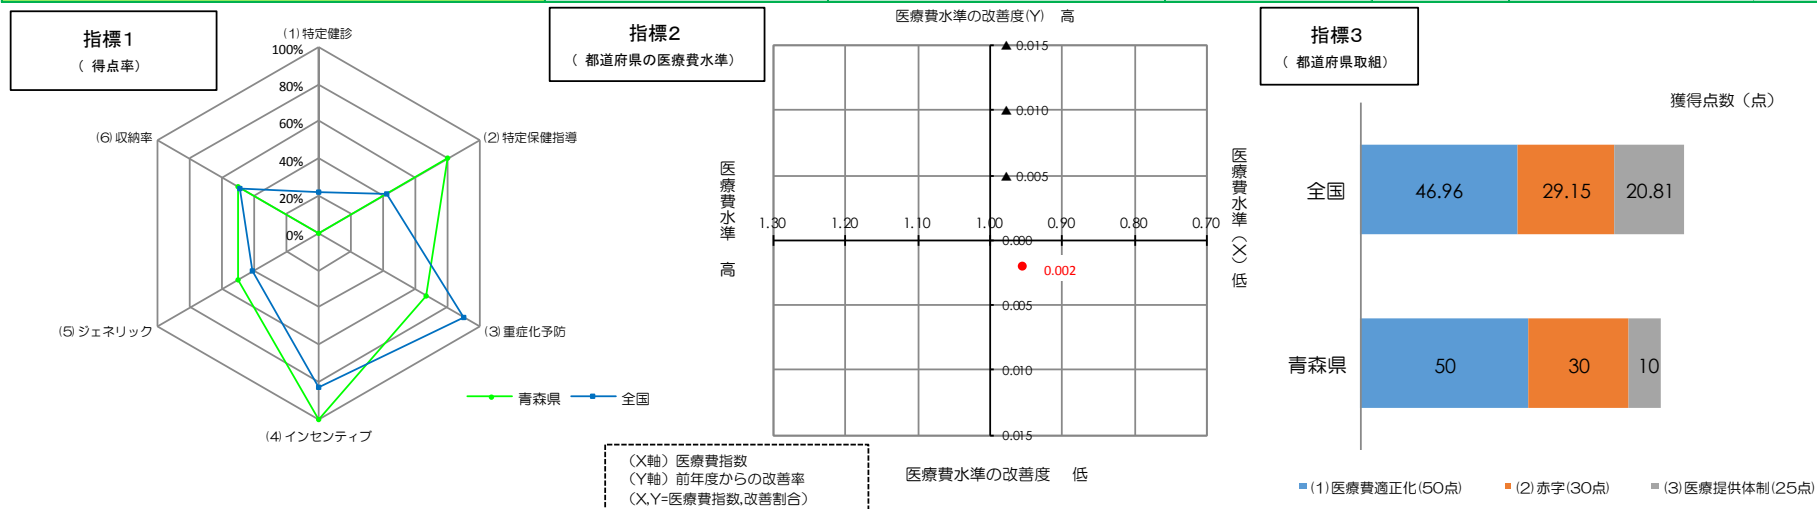 指標1
（ 得点率）
(1) 特定健診
100%
80%
60%
40%
20%
0%
(2) 特定保健指導
(3) 重症化予防
(4) インセンティブ
(5) ジェネリック
(6) 収納率
青森県
全国
指標2
（ 都道府県の医療費水準）
医療費水準の改善度(Y) 高
▲ 0.015
▲ 0.010
▲ 0.005
1.30 1.20 1.10 1.00 0.90 0.80 0.70
0.000
0.002
0.005
0.010
0.015
医療費水準 高
医療費水準（X）低
医療費水準の改善度 低
（X軸）医療費指数
（Y軸）前年度からの改善率
（X,Y=医療費指数,改善割合）
指標3
（ 都道府県取組）
獲得点数（点）
全国
46.96 29.15 20.81
青森県
50 30 10
(1) 医療費適正化(50点) (2) 赤字(30点) (3) 医療提供体制(25点)